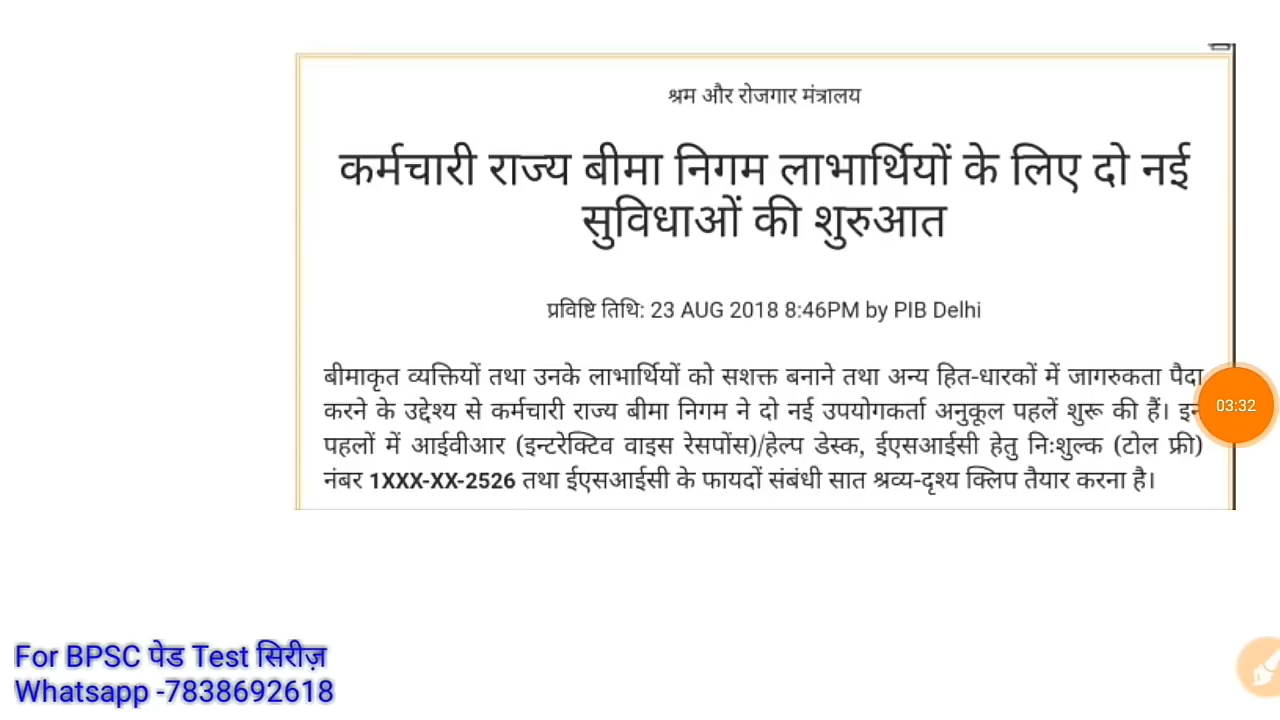 श्रम और रोजगार मंत्रालय
कर्मचारी राज्य बीमा निगम लाभार्थियों के लिए दो नई
सुविधाओं की शुरुआत
प्रविष्टि तिथि: 23 AUG 2018 8:46PM by PIB Delhi
बीमाकृत व्यक्तियों तथा उनके लाभार्थियों को सशक्त बनाने तथा अन्य हित-धारकों में जागरुकता पैदा
करने के उद्देश्य से कर्मचारी राज्य बीमा निगम ने दो नई उपयोगकर्ता अनुकूल पहलें शुरू की हैं। इन
पहलों में आईवीआर (इन्टरेक्टिव वाइस रेसपोंस)/हेल्प डेस्क, ईएसआईसी हेतु नि:शुल्क (टोल फ्री)
नंबर 1XXX-XX-2526 तथा ईएसआईसी के फायदों संबंधी सात श्रव्य-दृश्य क्लिप तैयार करना है।
03:32
For BPSC पेड Test सिरीज़
Whatsapp -7838692618